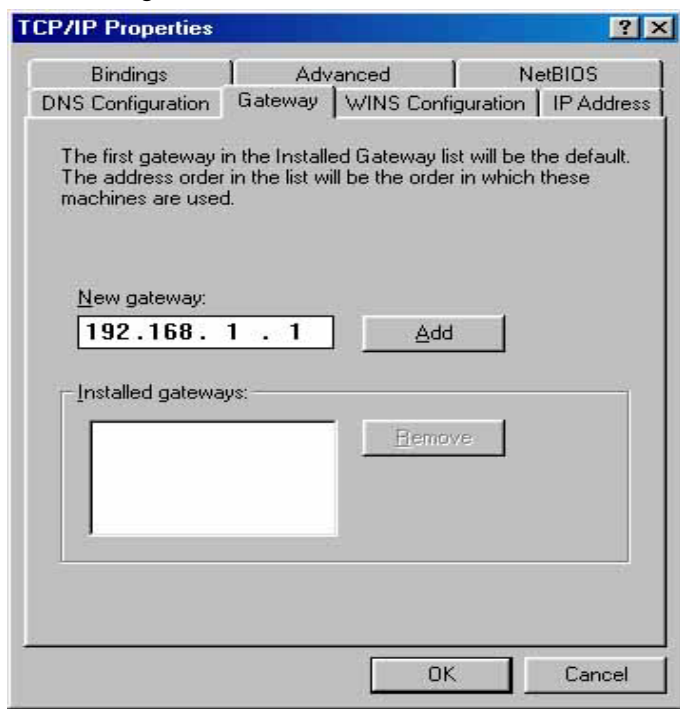 TCP/IP Properties
Bindings Advanced NetBIOS
DNS Configuration Gateway WINS Configuration IP Address
The first gateway in the Installed Gateway list will be the default.
The address order in the list will be the order in which these
machines are used.
New gateway:
192.168. 1 . 1 Add
Installed gateways:
Remove
OK Cancel